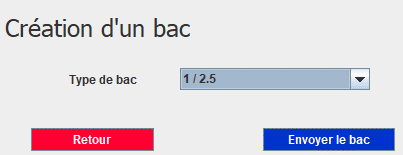 Création d'un bac
Type de bac 1 / 2.5
Retour Envoyer le bac